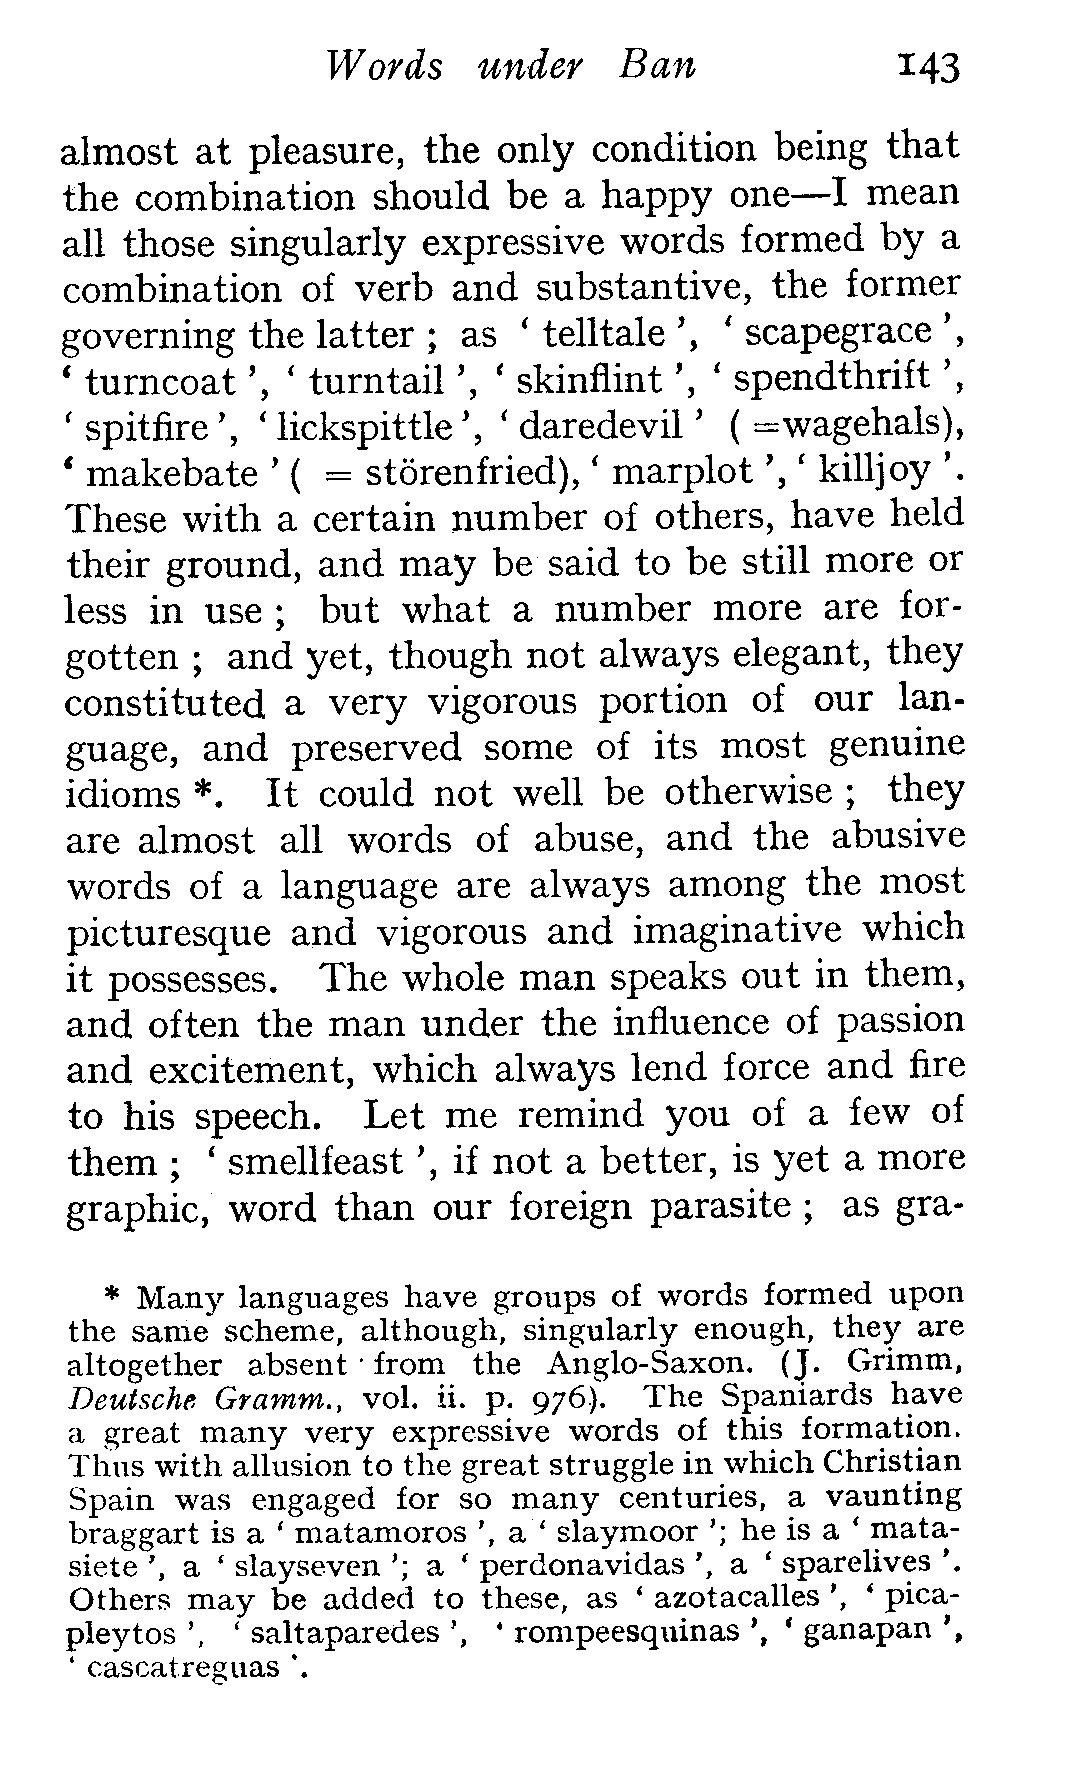 Words under Ban 143
almost at pleasure, the only condition being that
the combination should be a happy one—I mean
all those singularly expressive words formed by a
combination of verb and substantive, the former
governing the latter ; as ‘ telltale ’, ‘ scapegrace ’,
‘ turncoat ’, ‘ turntail ’, ‘ skinflint ’, ‘ spendthrift ’,
‘ spitfire ’, ‘ lickspittle ’, ‘ daredevil ’ ( =wagehals),
‘ makebate ’ ( = störenfried), ‘ marplot ’, ‘ killjoy ’.
These with a certain number of others, have held
their ground, and may be said to be still more or
less in use ; but what a number more are for-
gotten ; and yet, though not always elegant, they
constituted a very vigorous portion of our lan-
guage, and preserved some of its most genuine
idioms *. It could not well be otherwise ; they
are almost all words of abuse, and the abusive
words of a language are always among the most
picturesque and vigorous and imaginative which
it possesses. The whole man speaks out in them,
and often the man under the influence of passion
and excitement, which always lend force and fire
to his speech. Let me remind you of a few of
them ; ‘ smellfeast ’, if not a better, is yet a more
graphic, word than our foreign parasite ; as gra-
* Many languages have groups of words formed upon
the same scheme, although, singularly enough, they are
altogether absent from the Anglo-Saxon. (J. Grimm,
Deutsche Gramm., vol. ii. p. 976). The Spaniards have
a great many very expressive words of this formation.
Thus with allusion to the great struggle in which Christian
Spain was engaged for so many centuries, a vaunting
braggart is a ‘ matamoros ’, a ‘ slaymoor ’; he is a ‘ mata-
siete ’, a ‘ slayseven ’; a ‘ perdonavidas ’, a ‘ sparelives ’.
Others may be added to these, as ‘ azotacalles ’, ‘ pica-
pleytos ’, ‘ saltaparedes ’, ‘ rompeesquinas ’, ‘ ganapan ’,
‘ cascatreguas ’.